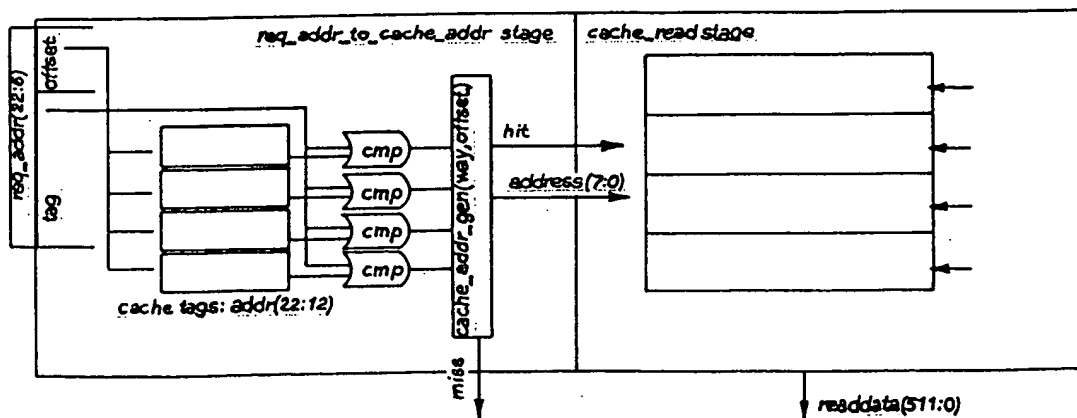 req_addr_to_cache_addr stage
cache_read stage
req_addr(22:6)
offset
tag
cmp
cmp
cmp
cmp
cache tags: addr(22:12)
cache_addr_gen(way,offset)
hit
address(7:0)
miss
readdata(511:0)